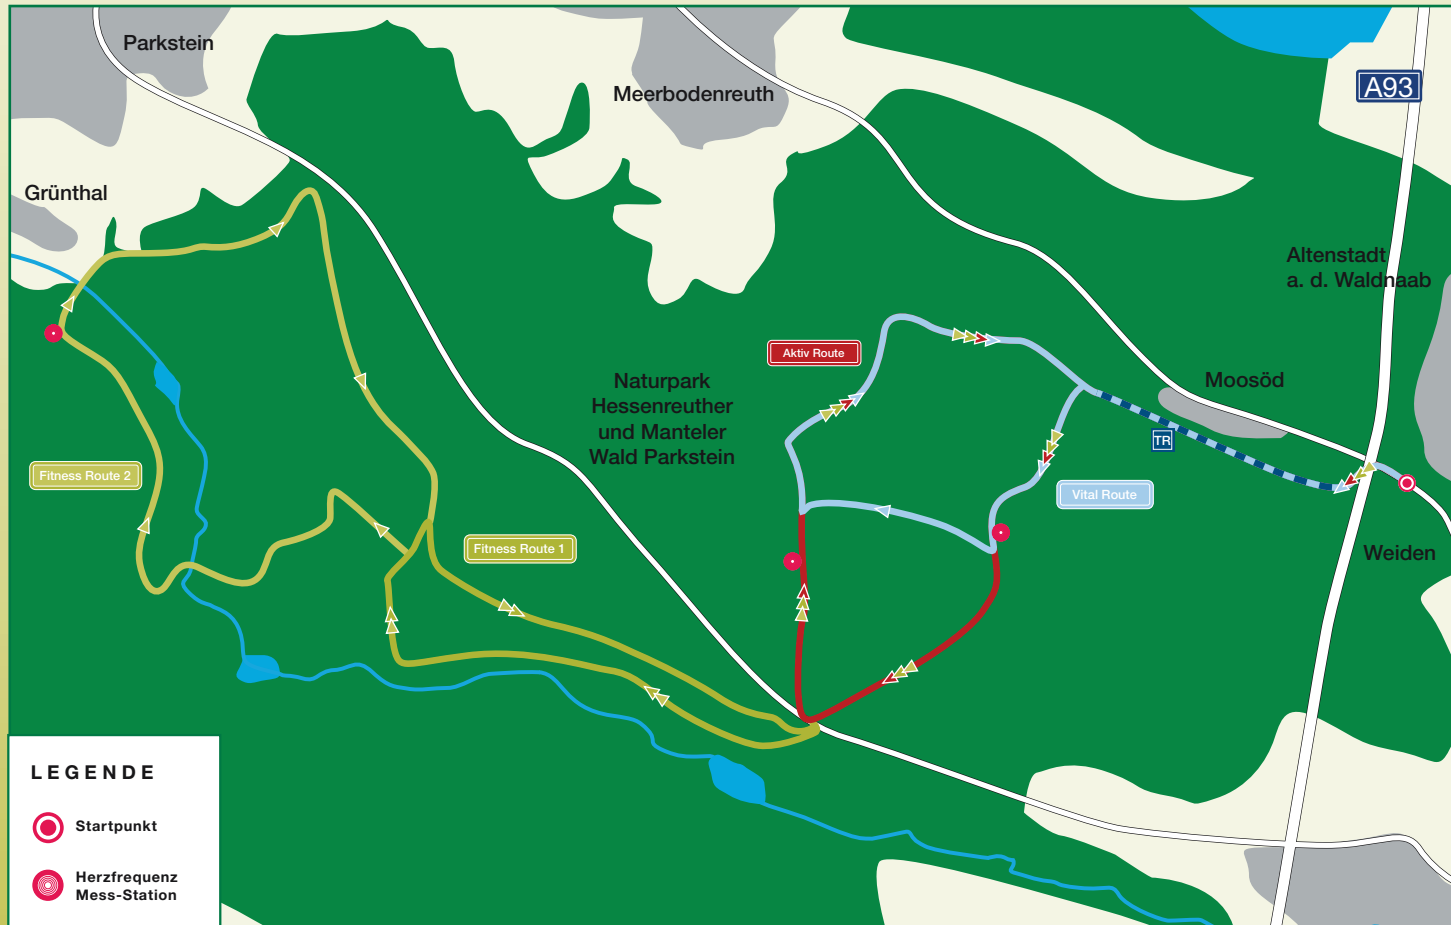 Parkstein
Meerbodenreuth
A93
Grünthal
Altenstadt
a. d. Waldnaab
Aktiv Route
Naturpark
Hessenreuther
und Manteler
Wald Parkstein
Moosöd
TR
Fitness Route 2
Vital Route
Fitness Route 1
Weiden
LEGENDE
Startpunkt
Herzfrequenz
Mess-Station